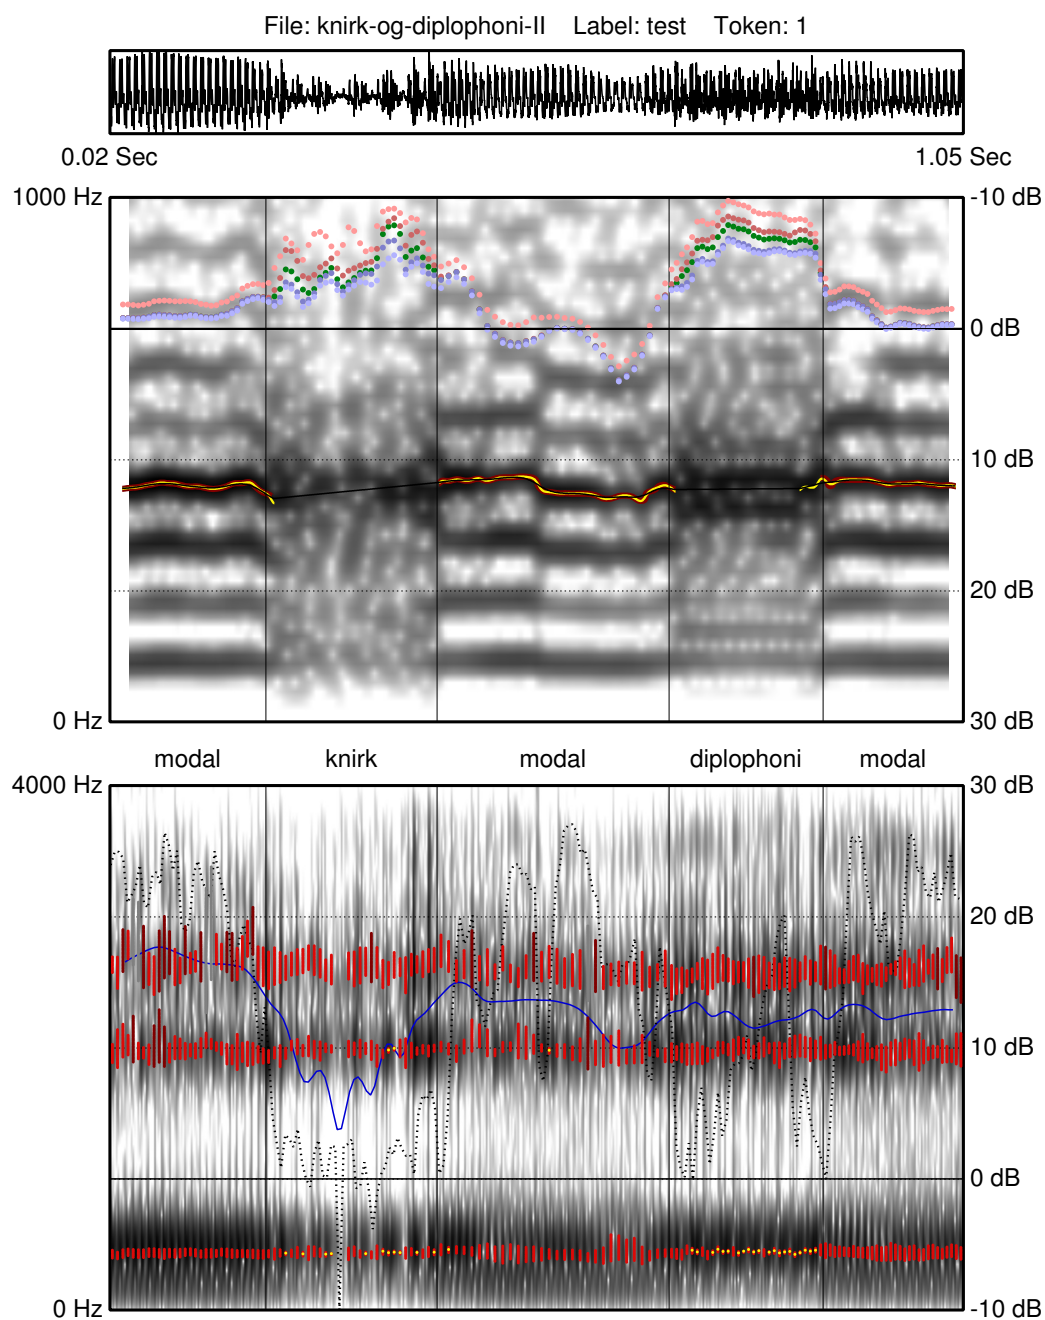 File: knirk-og-diplophoni-II Label: test Token: 1
0.02 Sec 1.05 Sec
1000 Hz -10 dB
0 dB
10 dB
20 dB
0 Hz 30 dB
modal knirk modal diplophoni modal
4000 Hz 30 dB
20 dB
10 dB
0 dB
0 Hz -10 dB